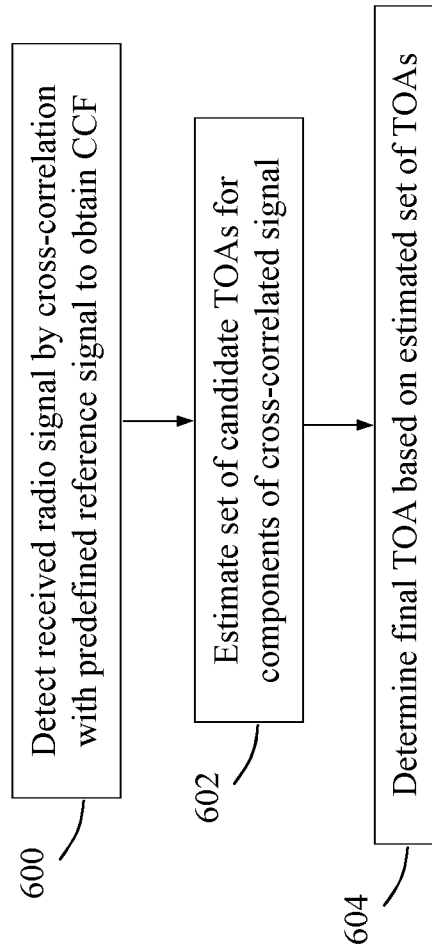 600
Detect received radio signal by cross-correlation
with predefined reference signal to obtain CCF
602
Estimate set of candidate TOAs for
components of cross-correlated signal
604
Determine final TOA based on estimated set of TOAs